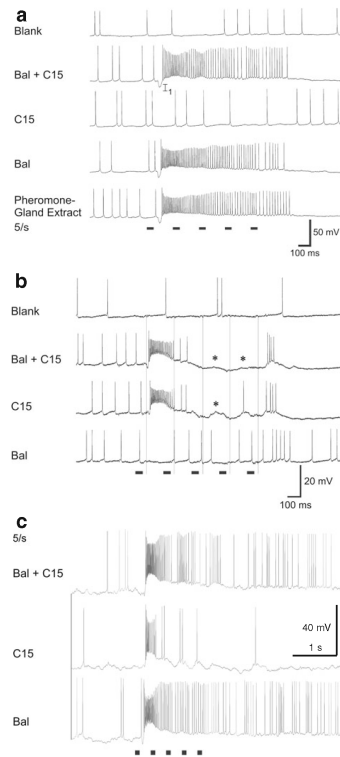 a
Blank
Bal + C15
1
C15
Bal
Pheromone-
Gland Extract
5/s
50 mV
100 ms
b
Blank
Bal + C15
* *
C15
*
Bal
20 mV
100 ms
c
5/s
Bal + C15
40 mV
1 s
C15
Bal